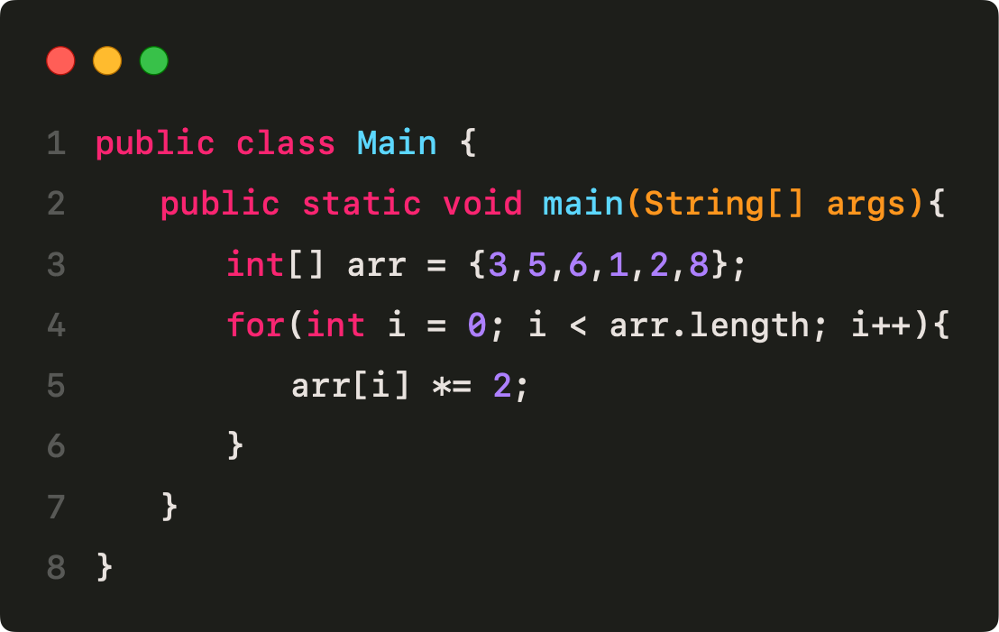 1 public class Main {
2 public static void main(String[] args){
3 int[] arr = {3,5,6,1,2,8};
4 for(int i = 0; i < arr.length; i++){
5 arr[i] *= 2;
6 }
7 }
8 }